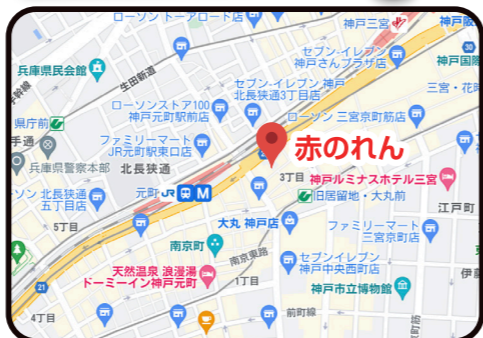 ローソン トーアロード店
神戸三宮
神戸阪
生田新道
セブン-イレブン
神戸さんプラザ店
30
神戸国際
兵庫県民会館
セブン-イレブン 神戸
北長狭通3丁目店
三宮・花時
ローソンストア100
神戸元町駅前店
ローソン 三宮京町筋店
県庁前
手通
ファミリーマート
JR元町駅東口店
赤のれん
兵庫県警察本部
北長狭通
3丁目
神戸ルミナスホテル三宮
ソン 北長狭通
五丁目店
元町 JR M
旧居留地・大丸前
江戸町
5丁目
大丸 神戸店
ファミリーマート
三宮京町店
南京町
南京東路
セブンイレブン
神戸中央西町店
天然温泉 浪漫湯
ドーミーイン神戸元町
1丁目
伊藤
21
神戸市立博物館
4丁目
前町線